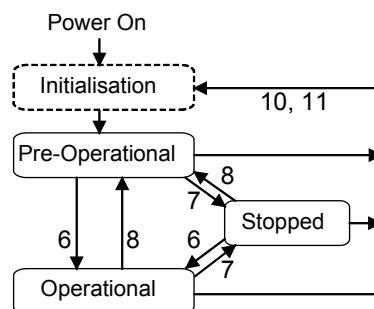 Power On
Initialisation
10, 11
Pre-Operational
8
7
Stopped
6
8
6
7
Operational